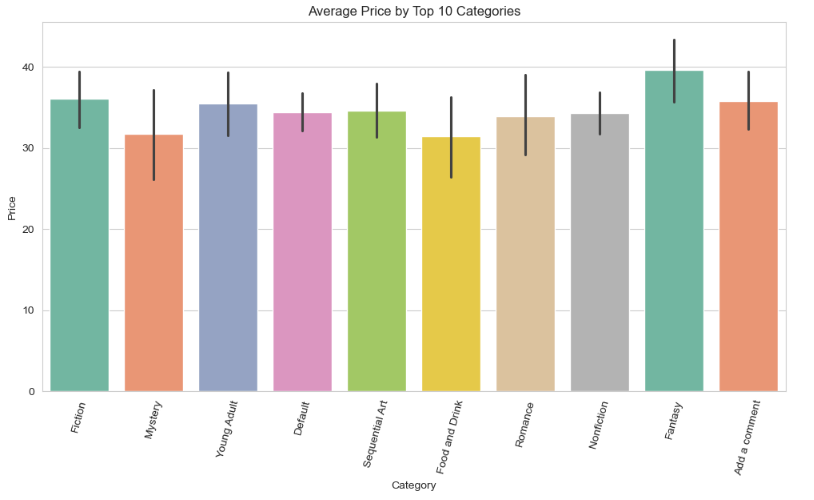 Average Price by Top 10 Categories
Price
40
30
20
10
0
Fiction
Mystery
Young Adult
Default
Sequential Art
Food and Drink
Romance
Nonfiction
Fantasy
Add a comment
Category